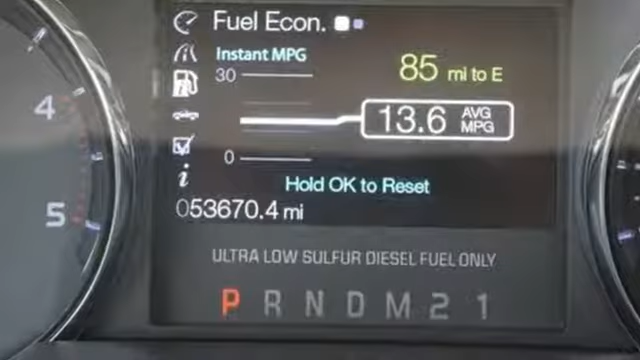 Fuel Econ.
Instant MPG
30
85 mi to E
4
13.6 AVG MPG
0
Hold OK to Reset
5
053670.4 mi
ULTRA LOW SULFUR DIESEL FUEL ONLY
P R N D M 2 1